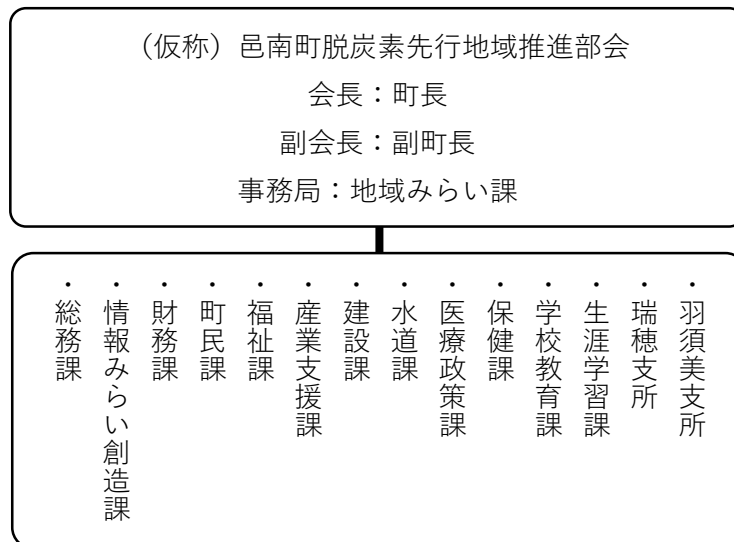 （仮称）邑南町脱炭素先行地域推進部会
会長：町長
副会長：副町長
事務局：地域みらい課
・総務課
・情報みらい創造課
・財務課
・町民課
・福祉課
・産業支援課
・建設課
・水道課
・医療政策課
・保健課
・学校教育課
・生涯学習課
・瑞穂支所
・羽須美支所